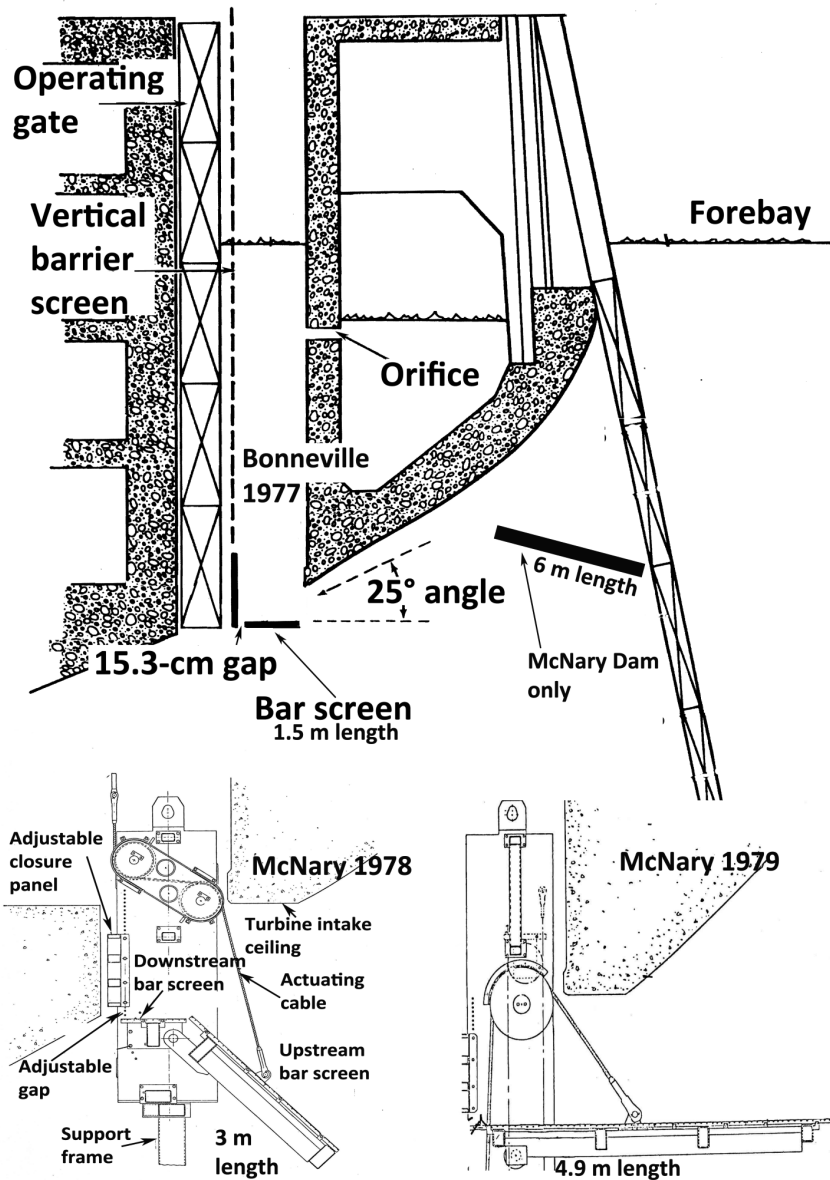 Operating
gate
Vertical
barrier
screen
Forebay
Orifice
Bonneville
1977
25° angle
6 m length
15.3-cm gap
McNary Dam
only
Bar screen
1.5 m length
Adjustable
closure
panel
McNary 1978
McNary 1979
Turbine intake
ceiling
Downstream
bar screen
Actuating
cable
Adjustable
gap
Upstream
bar screen
Support
frame
3 m
length
4.9 m length